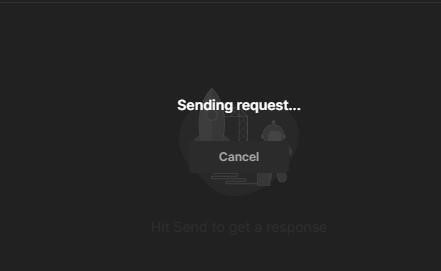 Sending request...
Cancel
Hit Send to get a response